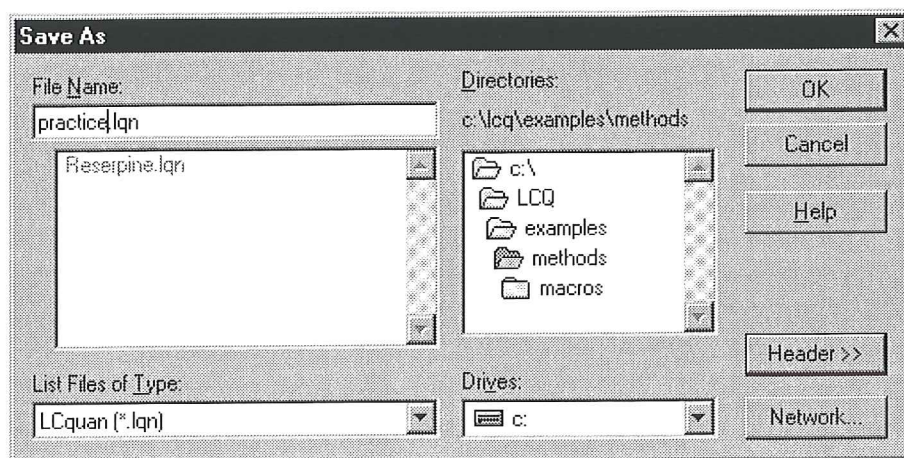 Save As
File Name:
practice.lqn
Reserpine.lqn
List Files of Type:
LCquan (*.lqn)
Directories:
c:\lcq\examples\methods
c:\
LCQ
examples
methods
macros
Drives:
c:
OK
Cancel
Help
Header >>
Network...